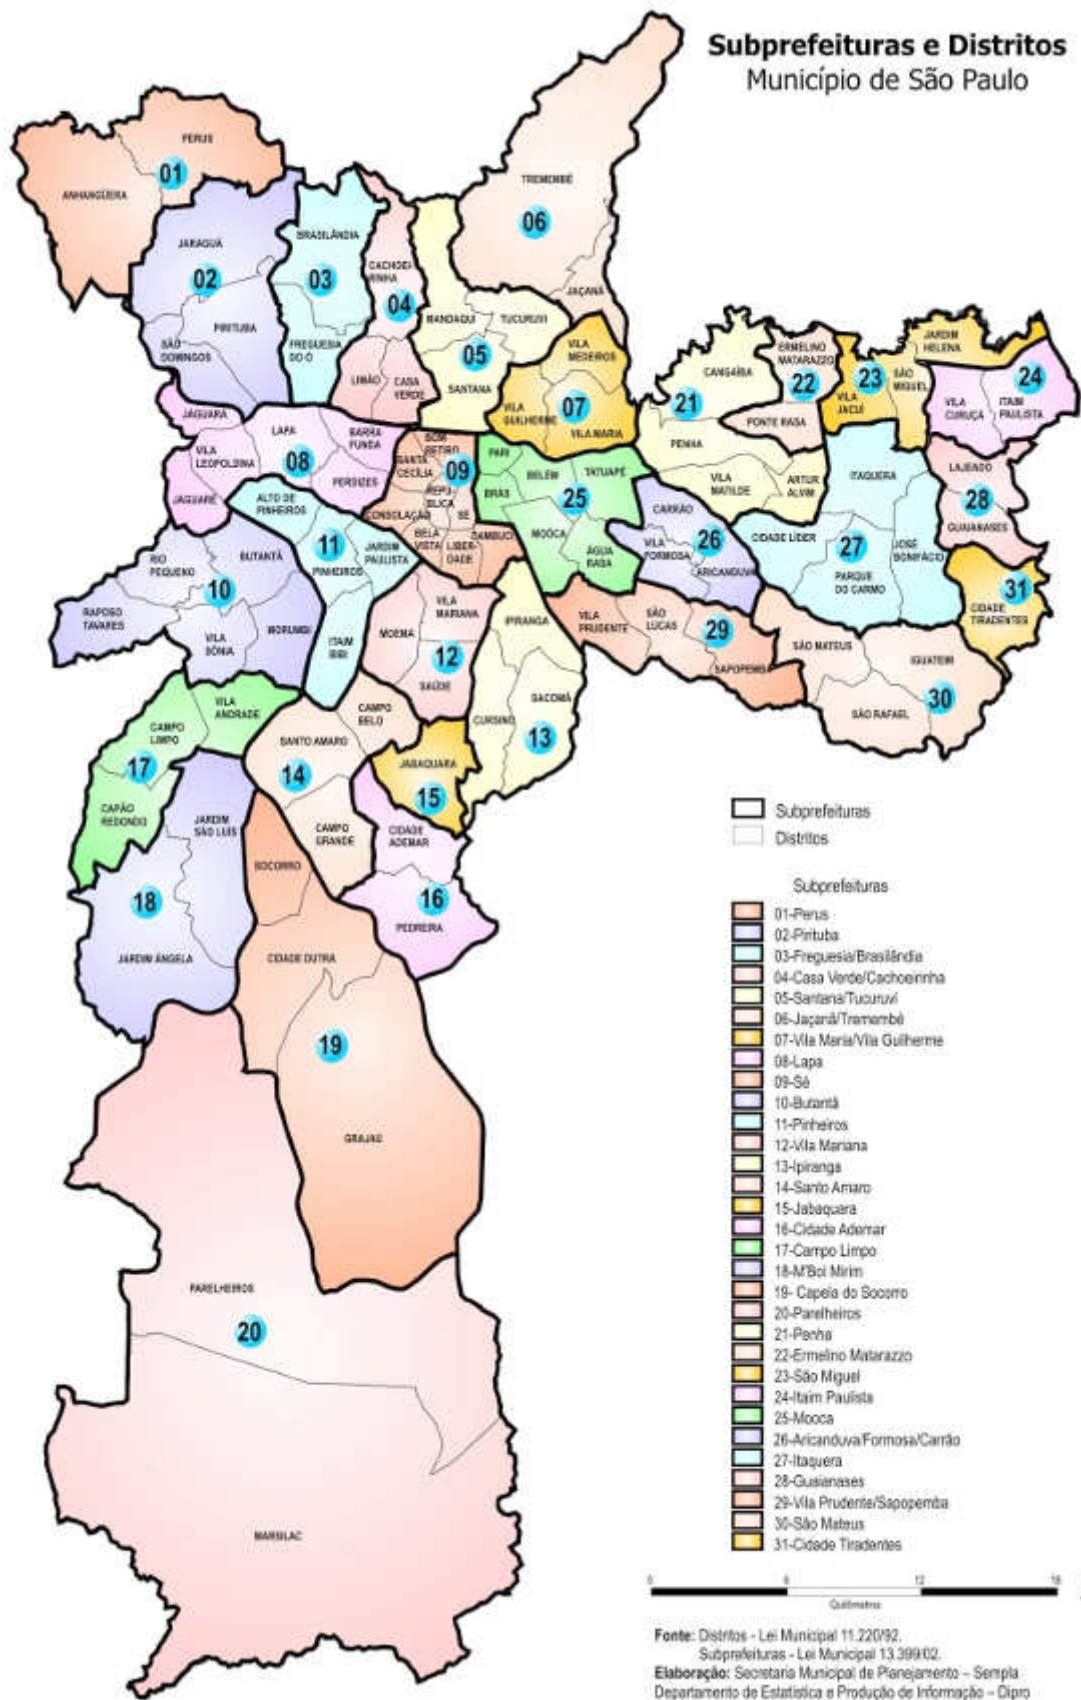 Subprefeituras e Distritos
Município de São Paulo
PERUS
01
ANHANGÜERA
TREMEMBÉ
06
JAÇANÃ
JARAGUÁ
02
PIRITUBA
SÃO
DOMINGOS
BRASILÂNDIA
03
FREGUESIA
DO Ó
CACHOEI-
RINHA
04
LIMÃO
CASA
VERDE
MANDAQUI
TUCURUVI
05
SANTANA
VILA
MEDEIROS
07
VILA
GUILHERME
VILA MARIA
CANGAÍBA
21
PENHA
VILA
MATILDE
ARTUR
ALVIM
ERMELINO
MATARAZZO
22
PONTE RASA
JARDIM
HELENA
23
SÃO
MIGUEL
VILA
JACUÍ
24
VILA
CURUÇÁ
ITAIM
PAULISTA
JAGUARA
LAPA
BARRA
FUNDA
VILA
LEOPOLDINA
08
PERDIZES
JAGUARÉ
BOM
RETIRO
SANTA
CECÍLIA
09
REPÚ-
BLICA
SÉ
CONSOLAÇÃO
BELA
VISTA
LIBER-
DADE
CAMBUCI
PARI
BELÉM
TATUAPÉ
BRÁS
25
MOÓCA
ÁGUA
RASA
CARRÃO
VILA
FORMOSA
26
ARICANDUVA
ITAQUERA
CIDADE LÍDER
27
JOSÉ
BONIFÁCIO
PARQUE
DO CARMO
LAJEADO
28
GUAIANASES
31
CIDADE
TIRADENTES
ALTO DE
PINHEIROS
11
PINHEIROS
JARDIM
PAULISTA
ITAIM
BIBI
RIO
PEQUENO
BUTANTÃ
10
RAPOSO
TAVARES
VILA
SÔNIA
MORUMBI
VILA
MARIANA
MOEMA
12
SAÚDE
IPIRANGA
SACOMÃ
CURSINO
13
VILA
PRUDENTE
SÃO
LUCAS
29
SAPOPEMBA
SÃO MATEUS
IGUATEMI
SÃO RAFAEL
30
VILA
ANDRADE
CAMPO
LIMPO
17
CAPÃO
REDONDO
CAMPO
BELO
SANTO AMARO
14
CAMPO
GRANDE
JABAQUARA
15
CIDADE
ADEMAR
16
PEDREIRA
JARDIM
SÃO LUÍS
18
JARDIM ÂNGELA
SOCORRO
CIDADE DUTRA
19
GRAJAÚ
PARELHEIROS
20
MARSILAC
Subprefeituras
Distritos
Subprefeituras
01-Perus
02-Pirituba
03-Freguesia/Brasilândia
04-Casa Verde/Cachoeirinha
05-Santana/Tucuruvi
06-Jaçanã/Tremembé
07-Vila Maria/Vila Guilherme
08-Lapa
09-Sé
10-Butantã
11-Pinheiros
12-Vila Mariana
13-Ipiranga
14-Santo Amaro
15-Jabaquara
16-Cidade Ademar
17-Campo Limpo
18-M'Boi Mirim
19- Capela do Socorro
20-Parelheiros
21-Penha
22-Ermelino Matarazzo
23-São Miguel
24-Itaim Paulista
25-Mooca
26-Aricanduva/Formosa/Carrão
27-Itaquera
28-Guaianases
29-Vila Prudente/Sapopemba
30-São Mateus
31-Cidade Tiradentes
0 6 12 18
Quilômetros
Fonte: Distritos - Lei Municipal 11.220/92.
Subprefeituras - Lei Municipal 13.399/02.
Elaboração: Secretaria Municipal de Planejamento – Sempla
Departamento de Estatística e Produção de Informação – Dipro